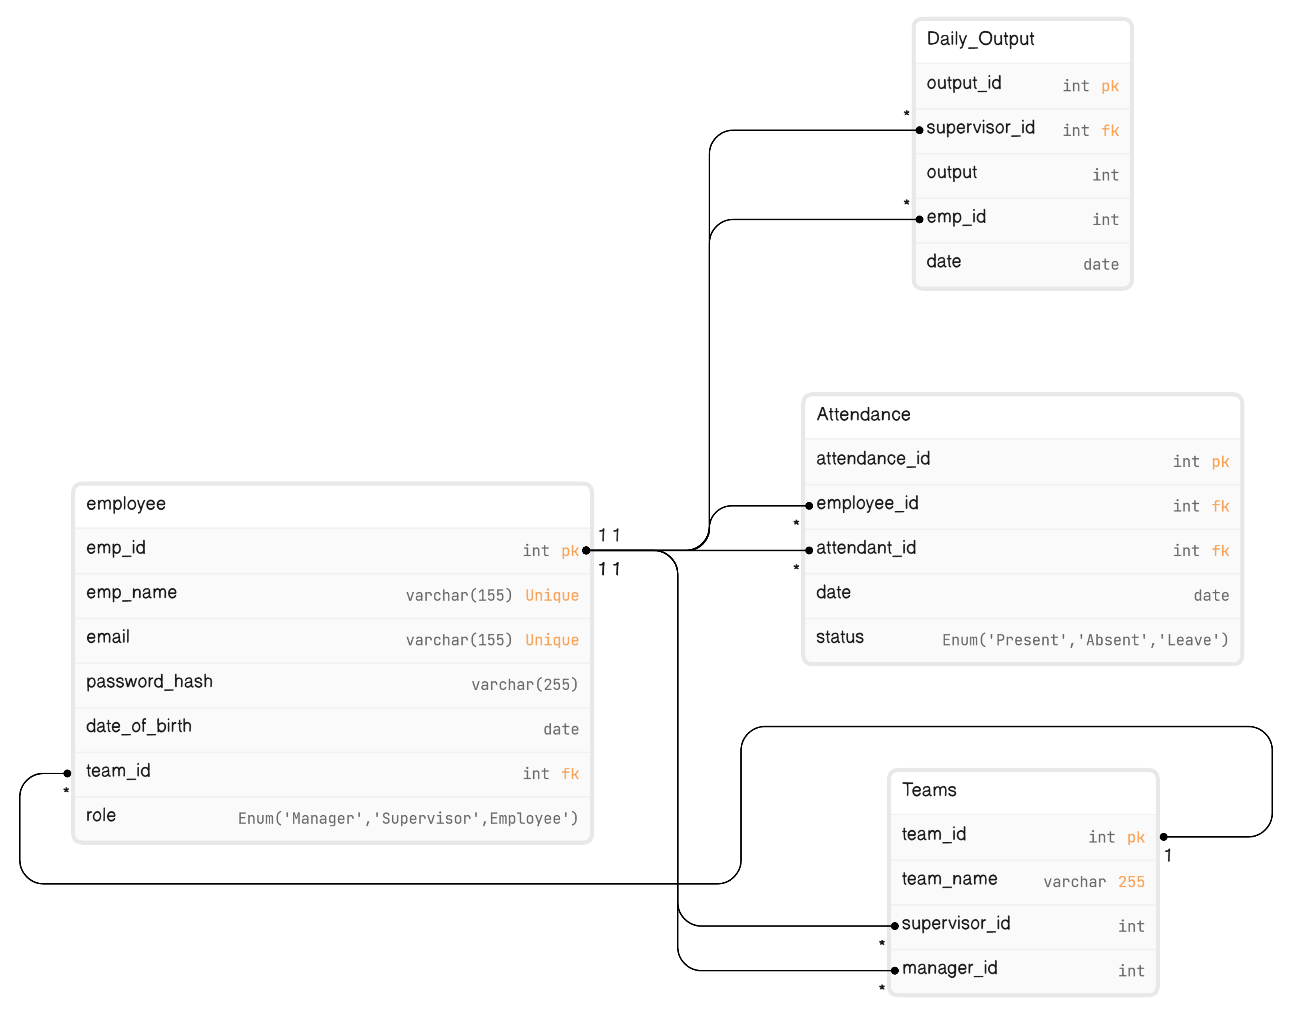 Daily_Output
output_id int pk
* supervisor_id int fk
output int
* emp_id int
date date
Attendance
attendance_id int pk
employee_id int fk
*
attendant_id int fk
*
date date
status Enum('Present','Absent','Leave')
employee
1 1
emp_id int pk
1 1
emp_name varchar(155) Unique
email varchar(155) Unique
password_hash varchar(255)
date_of_birth date
team_id int fk
*
role Enum('Manager','Supervisor',Employee')
Teams
team_id int pk
1
team_name varchar 255
supervisor_id int
*
manager_id int
*